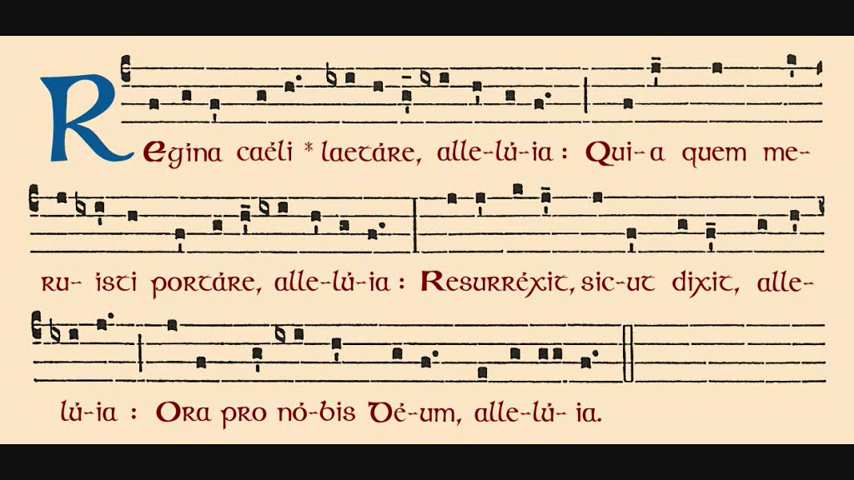 Regina caéli * laetáre, alle-lú-ia : Qui-a quem me-
ru- ísti portáre, alle-lú-ia : Resurréxit, sic-ut dixit, alle-
lú-ia : Ora pro nó-bis Dé-um, alle-lú- ia.